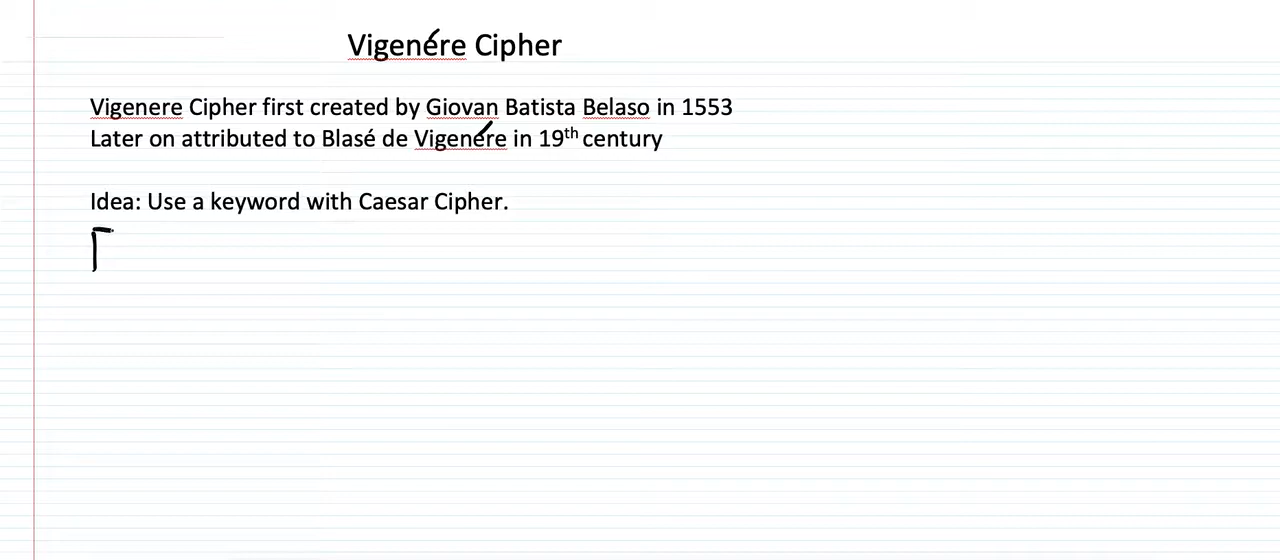 Vigenére Cipher
Vigenere Cipher first created by Giovan Batista Belaso in 1553
Later on attributed to Blasé de Vigenére in 19th century
Idea: Use a keyword with Caesar Cipher.